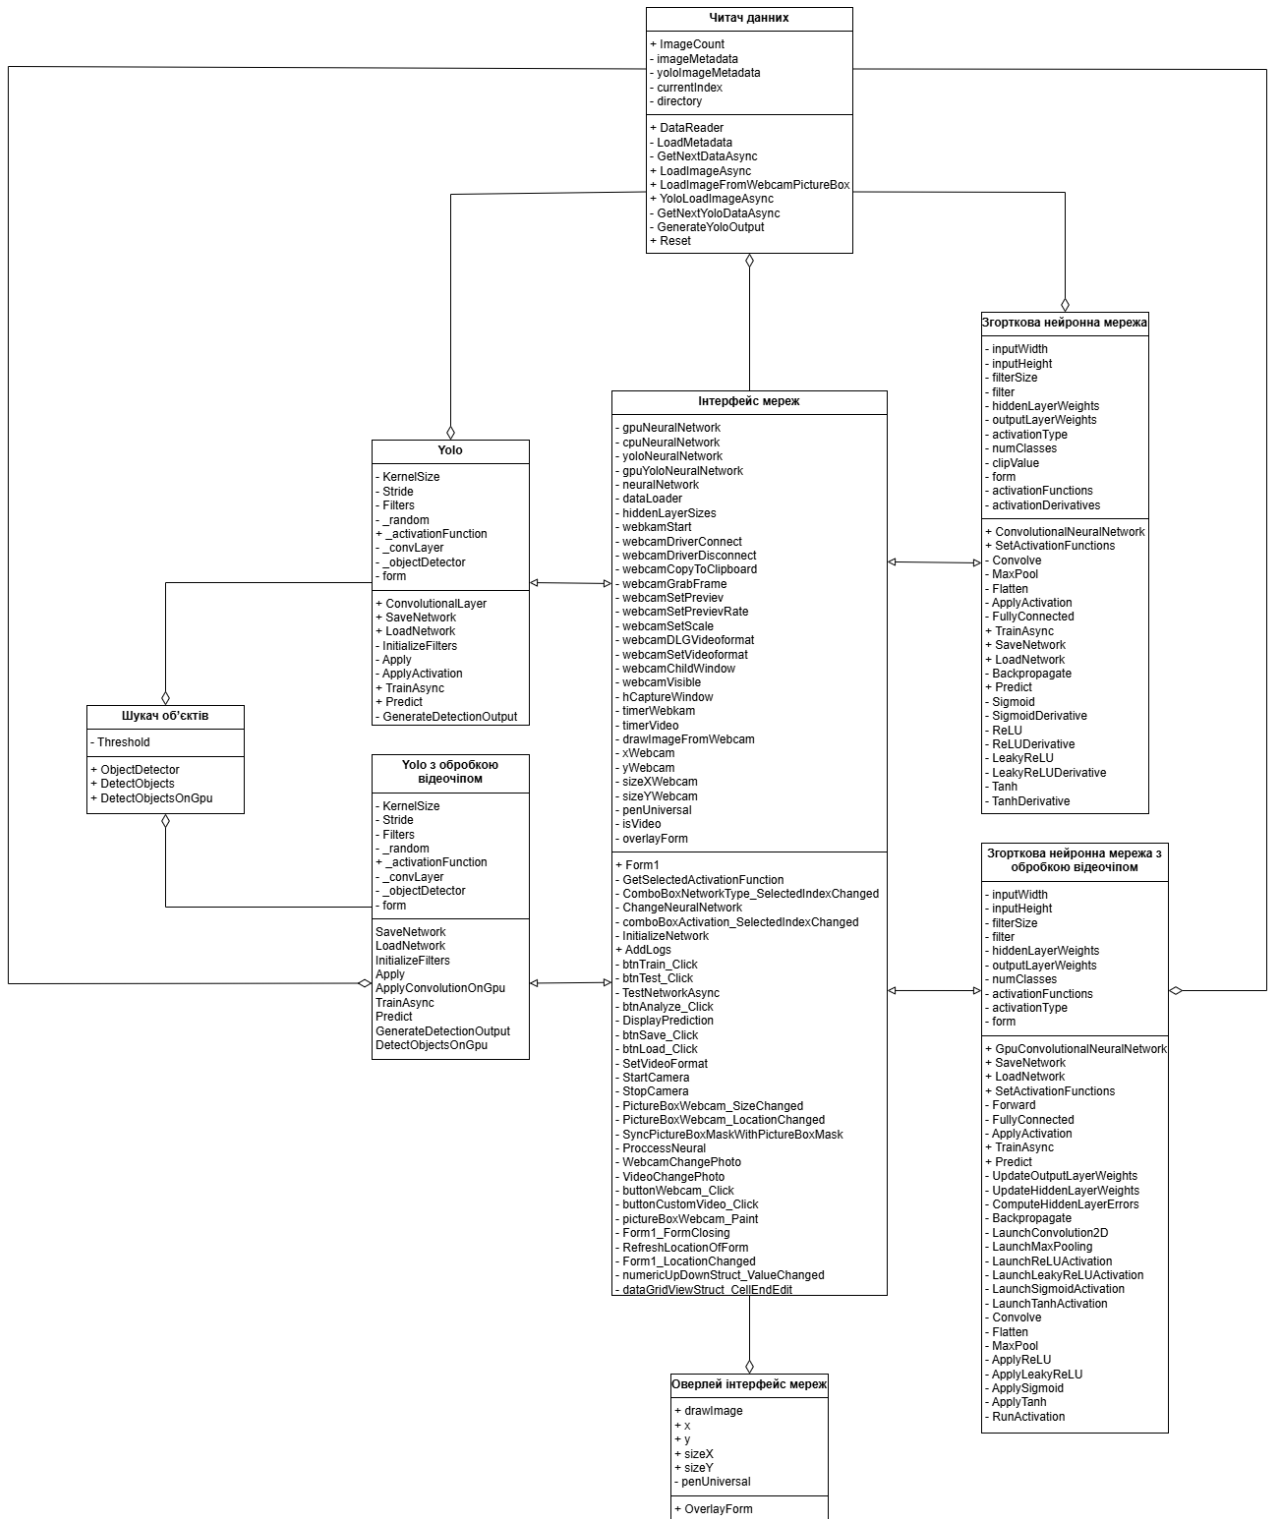 Читач данних
+ ImageCount
- imageMetadata
- yoloImageMetadata
- currentIndex
- directory
+ DataReader
- LoadMetadata
- GetNextDataAsync
+ LoadImageAsync
+ LoadImageFromWebcamPictureBox
+ YoloLoadImageAsync
- GetNextYoloDataAsync
- GenerateYoloOutput
+ Reset
Згорткова нейронна мережа
- inputWidth
- inputHeight
- filterSize
- filter
- hiddenLayerWeights
- outputLayerWeights
- activationType
- numClasses
- clipValue
- form
- activationFunctions
- activationDerivatives
+ ConvolutionalNeuralNetwork
+ SetActivationFunctions
- Convolve
- MaxPool
- Flatten
- ApplyActivation
- FullyConnected
+ TrainAsync
+ SaveNetwork
+ LoadNetwork
- Backpropagate
+ Predict
- Sigmoid
- SigmoidDerivative
- ReLU
- ReLUDerivative
- LeakyReLU
- LeakyReLUDerivative
- Tanh
- TanhDerivative
Інтерфейс мереж
- gpuNeuralNetwork
- cpuNeuralNetwork
- yoloNeuralNetwork
- gpuYoloNeuralNetwork
- neuralNetwork
- dataLoader
- hiddenLayerSizes
- webkamStart
- webcamDriverConnect
- webcamDriverDisconnect
- webcamCopyToClipboard
- webcamGrabFrame
- webcamSetPreviev
- webcamSetPrevievRate
- webcamSetScale
- webcamDLGVideoformat
- webcamSetVideoformat
- webcamChildWindow
- webcamVisible
- hCaptureWindow
- timerWebkam
- timerVideo
- drawImageFromWebcam
- xWebcam
- yWebcam
- sizeXWebcam
- sizeYWebcam
- penUniversal
- isVideo
- overlayForm
+ Form1
- GetSelectedActivationFunction
- ComboBoxNetworkType_SelectedIndexChanged
- ChangeNeuralNetwork
- comboBoxActivation_SelectedIndexChanged
- InitializeNetwork
+ AddLogs
- btnTrain_Click
- btnTest_Click
- TestNetworkAsync
- btnAnalyze_Click
- DisplayPrediction
- btnSave_Click
- btnLoad_Click
- SetVideoFormat
- StartCamera
- StopCamera
- PictureBoxWebcam_SizeChanged
- PictureBoxWebcam_LocationChanged
- SyncPictureBoxMaskWithPictureBoxMask
- ProccessNeural
- WebcamChangePhoto
- VideoChangePhoto
- buttonWebcam_Click
- buttonCustomVideo_Click
- pictureBoxWebcam_Paint
- Form1_FormClosing
- RefreshLocationOfForm
- Form1_LocationChanged
- numericUpDownStruct_ValueChanged
- dataGridViewStruct_CellEndEdit
Yolo
- KernelSize
- Stride
- Filters
- _random
+ _activationFunction
- _convLayer
- _objectDetector
- form
+ ConvolutionalLayer
+ SaveNetwork
+ LoadNetwork
- InitializeFilters
- Apply
- ApplyActivation
+ TrainAsync
+ Predict
- GenerateDetectionOutput
Шукач об'єктів
- Threshold
+ ObjectDetector
+ DetectObjects
+ DetectObjectsOnGpu
Yolo з обробкою
відеочіпом
- KernelSize
- Stride
- Filters
- _random
+ _activationFunction
- _convLayer
- _objectDetector
- form
SaveNetwork
LoadNetwork
InitializeFilters
Apply
ApplyConvolutionOnGpu
TrainAsync
Predict
GenerateDetectionOutput
DetectObjectsOnGpu
Згорткова нейронна мережа з
обробкою відеочіпом
- inputWidth
- inputHeight
- filterSize
- filter
- hiddenLayerWeights
- outputLayerWeights
- numClasses
- activationFunctions
- activationType
- form
+ GpuConvolutionalNeuralNetwork
+ SaveNetwork
+ LoadNetwork
+ SetActivationFunctions
- Forward
- FullyConnected
- ApplyActivation
+ TrainAsync
+ Predict
- UpdateOutputLayerWeights
- UpdateHiddenLayerWeights
- ComputeHiddenLayerErrors
- Backpropagate
- LaunchConvolution2D
- LaunchMaxPooling
- LaunchReLUActivation
- LaunchLeakyReLUActivation
- LaunchSigmoidActivation
- LaunchTanhActivation
- Convolve
- Flatten
- MaxPool
- ApplyReLU
- ApplyLeakyReLU
- ApplySigmoid
- ApplyTanh
- RunActivation
Оверлей інтерфейс мереж
+ drawImage
+ x
+ y
+ sizeX
+ sizeY
- penUniversal
+ OverlayForm